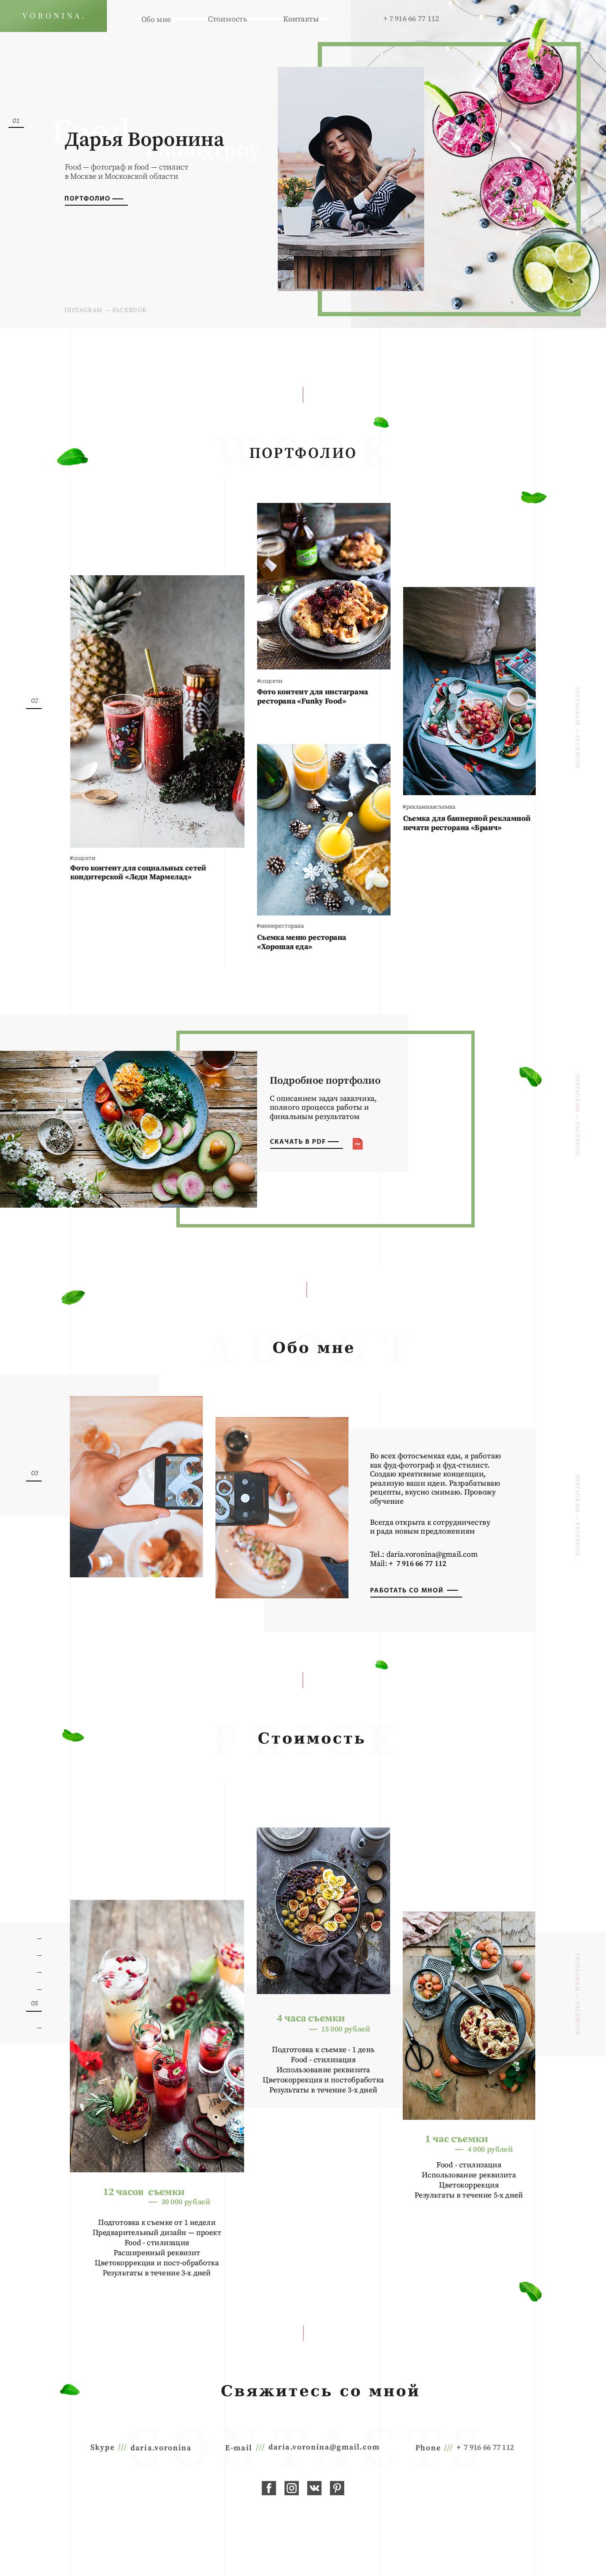 VORONINA.
Обо мне
Стоимость
Контакты
+ 7 916 66 77 112
01
Дарья Воронина
Food — фотограф и food — стилист
в Москве и Московской области
ПОРТФОЛИО
INSTAGRAM — FACEBOOK
ПОРТФОЛИО
02
#соцсети
Фото контент для социальных сетей
кондитерской «Леди Мармелад»
#соцсети
Фото контент для инстаграма
ресторана «Funky Food»
#менюресторана
Съемка меню ресторана
«Хорошая еда»
#рекламнаясъемка
Съемка для баннерной рекламной
печати ресторана «Бранч»
INSTAGRAM — FACEBOOK
Подробное портфолио
С описанием задач заказчика,
полного процесса работы и
финальным результатом
СКАЧАТЬ В PDF
PDF
INSTAGRAM — FACEBOOK
ABOUT
Обо мне
03
Во всех фотосъемках еды, я работаю
как фуд-фотограф и фуд-стилист.
Создаю креативные концепции,
реализую ваши идеи. Разрабатываю
рецепты, вкусно снимаю. Провожу
обучение
Всегда открыта к сотрудничеству
и рада новым предложениям
Tel.: daria.voronina@gmail.com
Mail: + 7 916 66 77 112
РАБОТАТЬ СО МНОЙ
INSTAGRAM — FACEBOOK
Стоимость
05
12 часов съемки
— 30 000 рублей
Подготовка к съемке от 1 недели
Предварительный дизайн — проект
Food - стилизация
Расширенный реквизит
Цветокоррекция и пост-обработка
Результаты в течение 3-х дней
4 часа съемки
— 15 000 рублей
Подготовка к съемке - 1 день
Food - стилизация
Использование реквизита
Цветокоррекция и постобработка
Результаты в течение 3-х дней
1 час съемки
— 4 000 рублей
Food - стилизация
Использование реквизита
Цветокоррекция
Результаты в течение 5-х дней
INSTAGRAM — FACEBOOK
Свяжитесь со мной
Skype /// daria.voronina
E-mail /// daria.voronina@gmail.com
Phone /// + 7 916 66 77 112